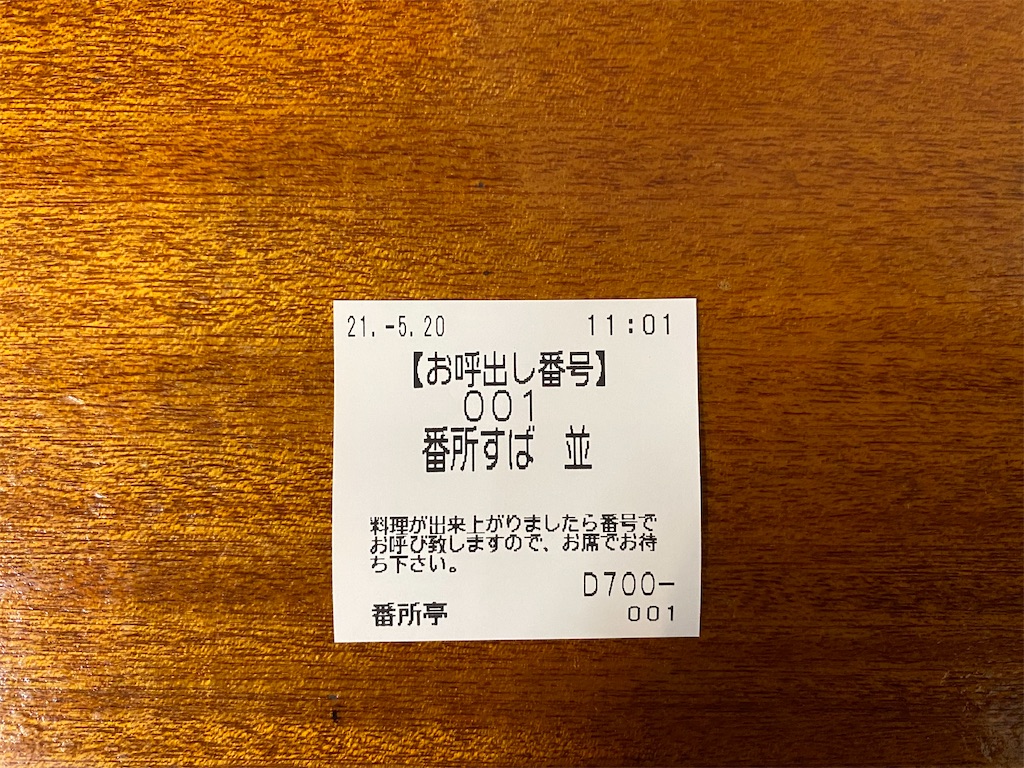 21.-5.20 11:01
【お呼出し番号】
001
番所すば 並
料理が出来上がりましたら番号で
お呼び致しますので、お席でお待
ち下さい。
D700-
番所亭 001